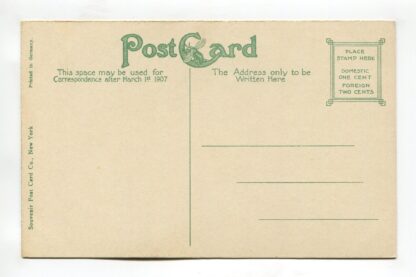 Post Card
This space may be used for
Correspondence after March 1st 1907
The Address only to be
Written Here
PLACE
STAMP HERE
DOMESTIC
ONE CENT
FOREIGN
TWO CENTS
Printed in Germany.
Souvenir Post Card Co., New York